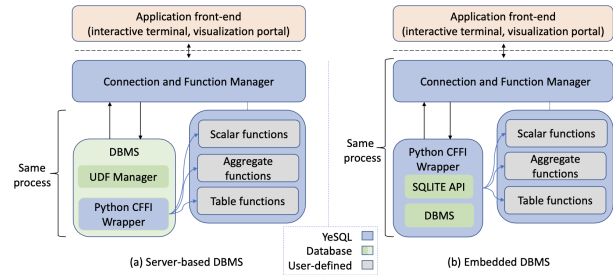 Application front-end
(interactive terminal, visualization portal)
Connection and Function Manager
Same
process
DBMS
UDF Manager
Python CFFI
Wrapper
Scalar functions
Aggregate
functions
Table functions
(a) Server-based DBMS
YeSQL
Database
User-defined
Application front-end
(interactive terminal, visualization portal)
Connection and Function Manager
Same
process
Python CFFI
Wrapper
SQLITE API
DBMS
Scalar functions
Aggregate
functions
Table functions
(b) Embedded DBMS